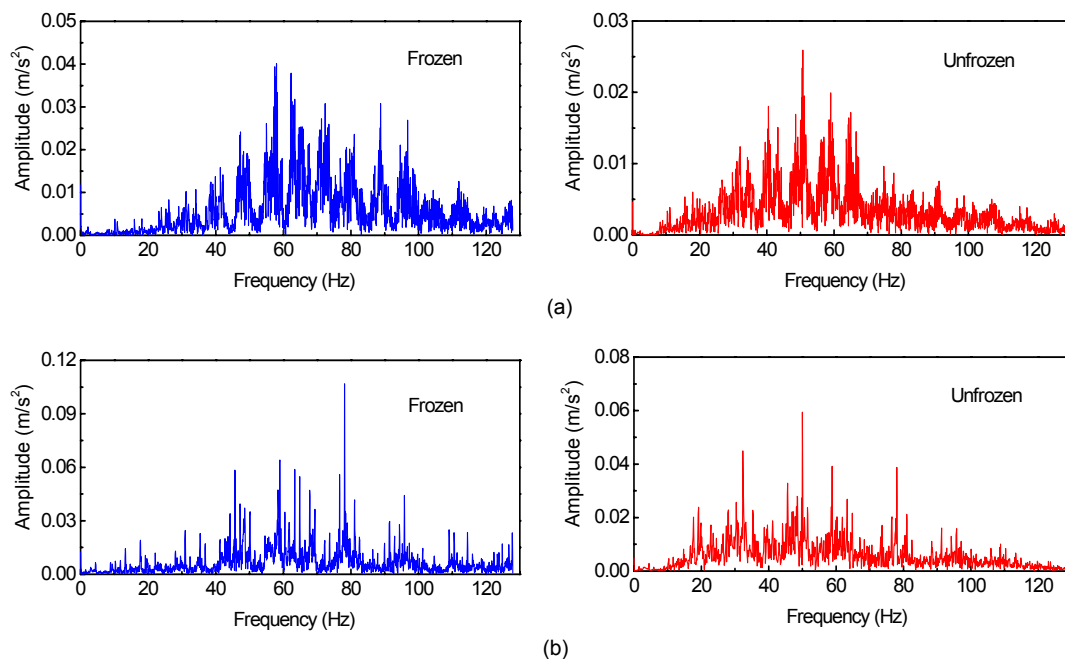 0.05
0.04
0.03
0.02
0.01
0.00
Amplitude (m/s²)
Frozen
0 20 40 60 80 100 120
Frequency (Hz)
0.03
0.02
0.01
0.00
Amplitude (m/s²)
Unfrozen
0 20 40 60 80 100 120
Frequency (Hz)
(a)
0.12
0.09
0.06
0.03
0.00
Amplitude (m/s²)
Frozen
0 20 40 60 80 100 120
Frequency (Hz)
0.08
0.06
0.04
0.02
0.00
Amplitude (m/s²)
Unfrozen
0 20 40 60 80 100 120
Frequency (Hz)
(b)